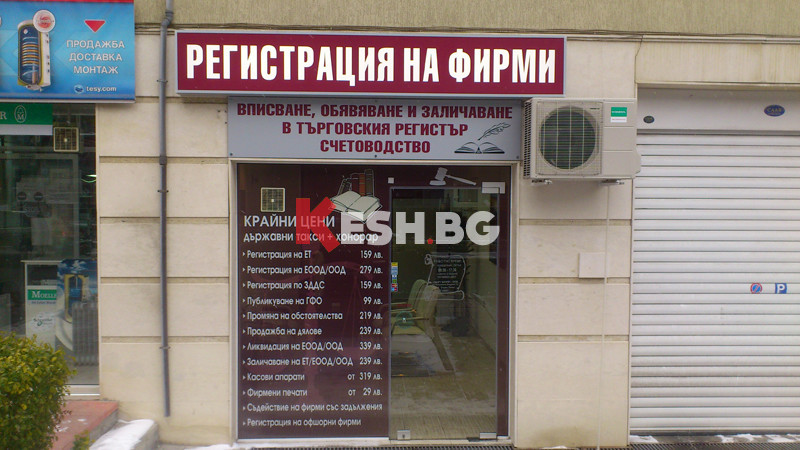 ПРОДАЖБА
ДОСТАВКА
МОНТАЖ
tesy.com
РЕГИСТРАЦИЯ НА ФИРМИ
ВПИСВАНЕ, ОБЯВЯВАНЕ И ЗАЛИЧАВАНЕ
В ТЪРГОВСКИЯ РЕГИСТЪР
СЧЕТОВОДСТВО
KESH.BG
КРАЙНИ ЦЕНИ
държавни такси + хонорар
Регистрация на ЕТ 159 лв.
Регистрация на ЕООД/ООД 279 лв.
Регистрация по ЗДДС 159 лв.
Публикуване на ГФО 99 лв.
Промяна на обстоятелства 219 лв.
Продажба на дялове 239 лв.
Ликвидация на ЕООД/ООД 339 лв.
Заличаване на ЕТ/ЕООД/ООД 239 лв.
Касови апарати от 319 лв.
Фирмени печати от 29 лв.
Съдействие на фирми със задължения
Регистрация на офшорни фирми